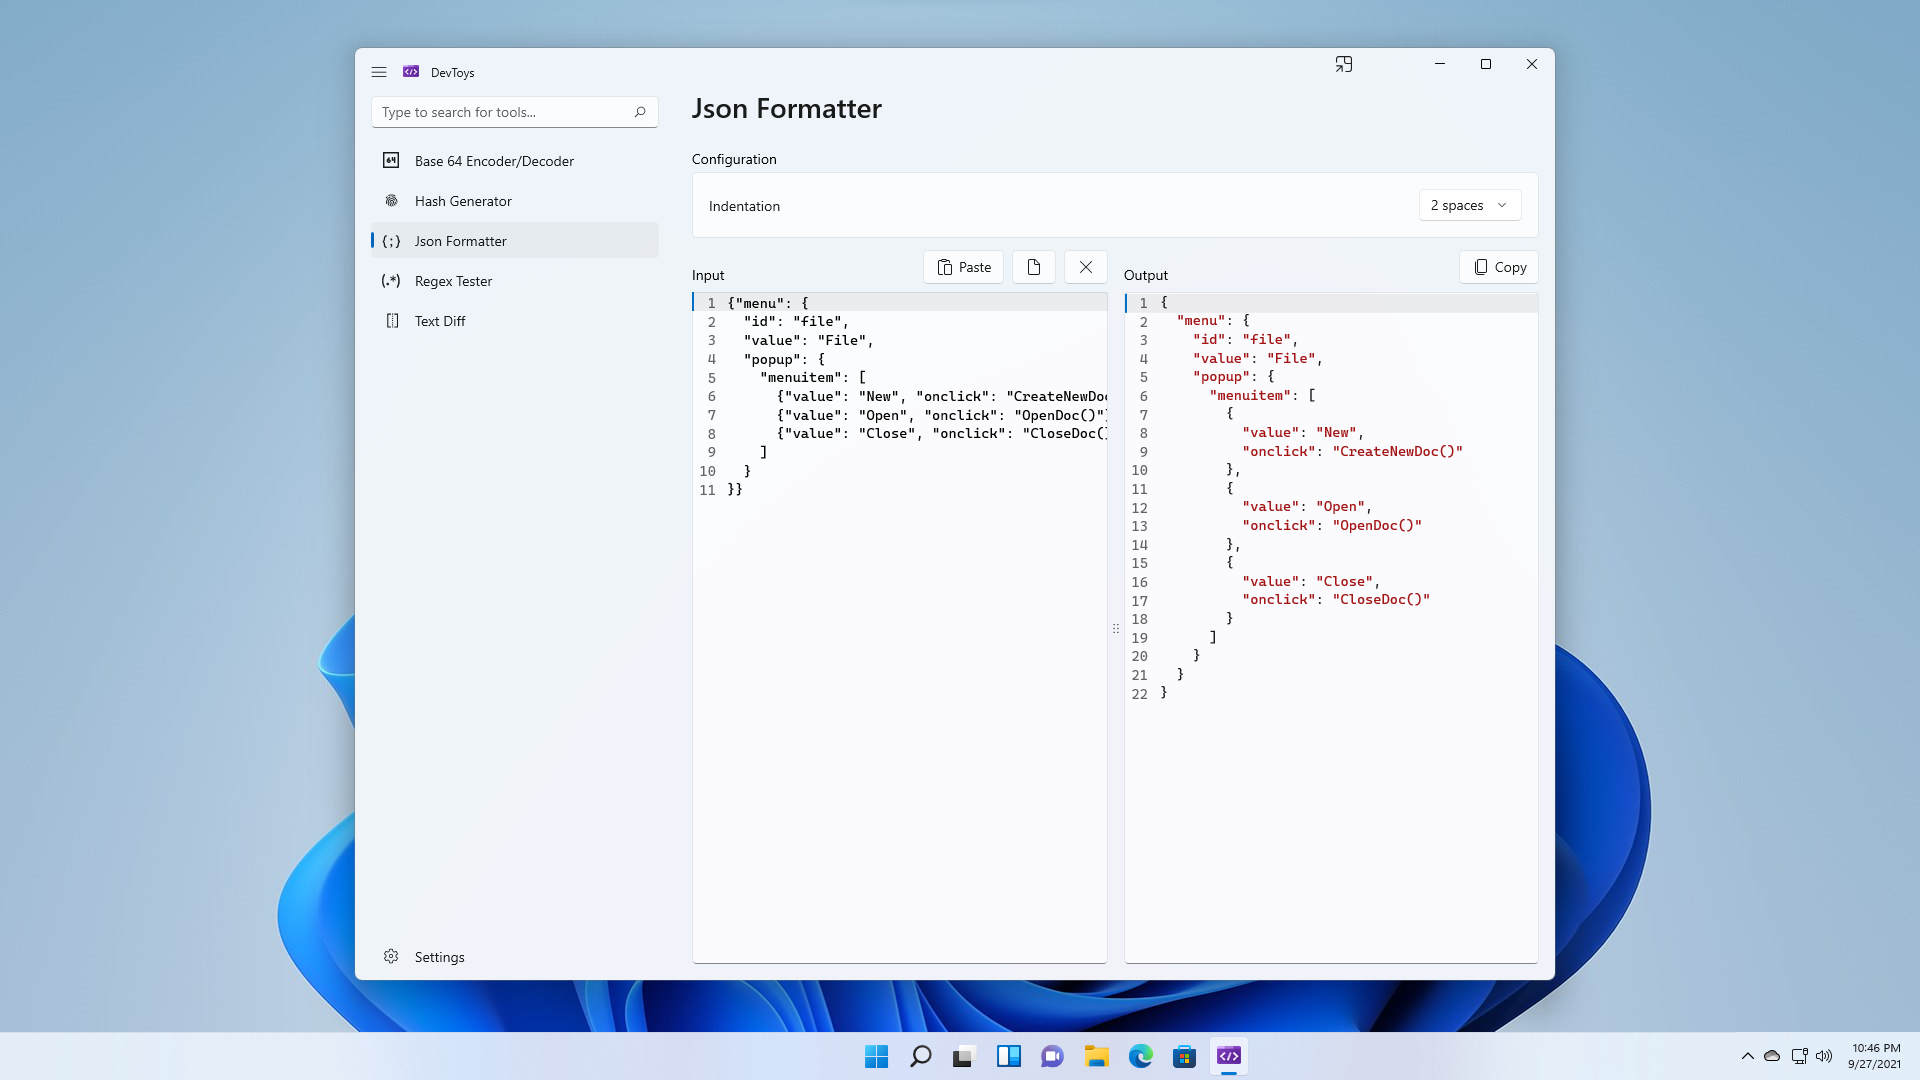 DevToys
Type to search for tools...
Base 64 Encoder/Decoder
Hash Generator
Json Formatter
Regex Tester
Text Diff
Settings
Json Formatter
Configuration
Indentation
2 spaces
Input
Paste
1 {"menu": {
2   "id": "file",
3   "value": "File",
4   "popup": {
5     "menuitem": [
6       {"value": "New", "onclick": "CreateNewDoc
7       {"value": "Open", "onclick": "OpenDoc()"}
8       {"value": "Close", "onclick": "CloseDoc()
9     ]
10   }
11 }}
Output
Copy
1 {
2   "menu": {
3     "id": "file",
4     "value": "File",
5     "popup": {
6       "menuitem": [
7         {
8           "value": "New",
9           "onclick": "CreateNewDoc()"
10         },
11         {
12           "value": "Open",
13           "onclick": "OpenDoc()"
14         },
15         {
16           "value": "Close",
17           "onclick": "CloseDoc()"
18         }
19       ]
20     }
21   }
22 }
10:46 PM
9/27/2021